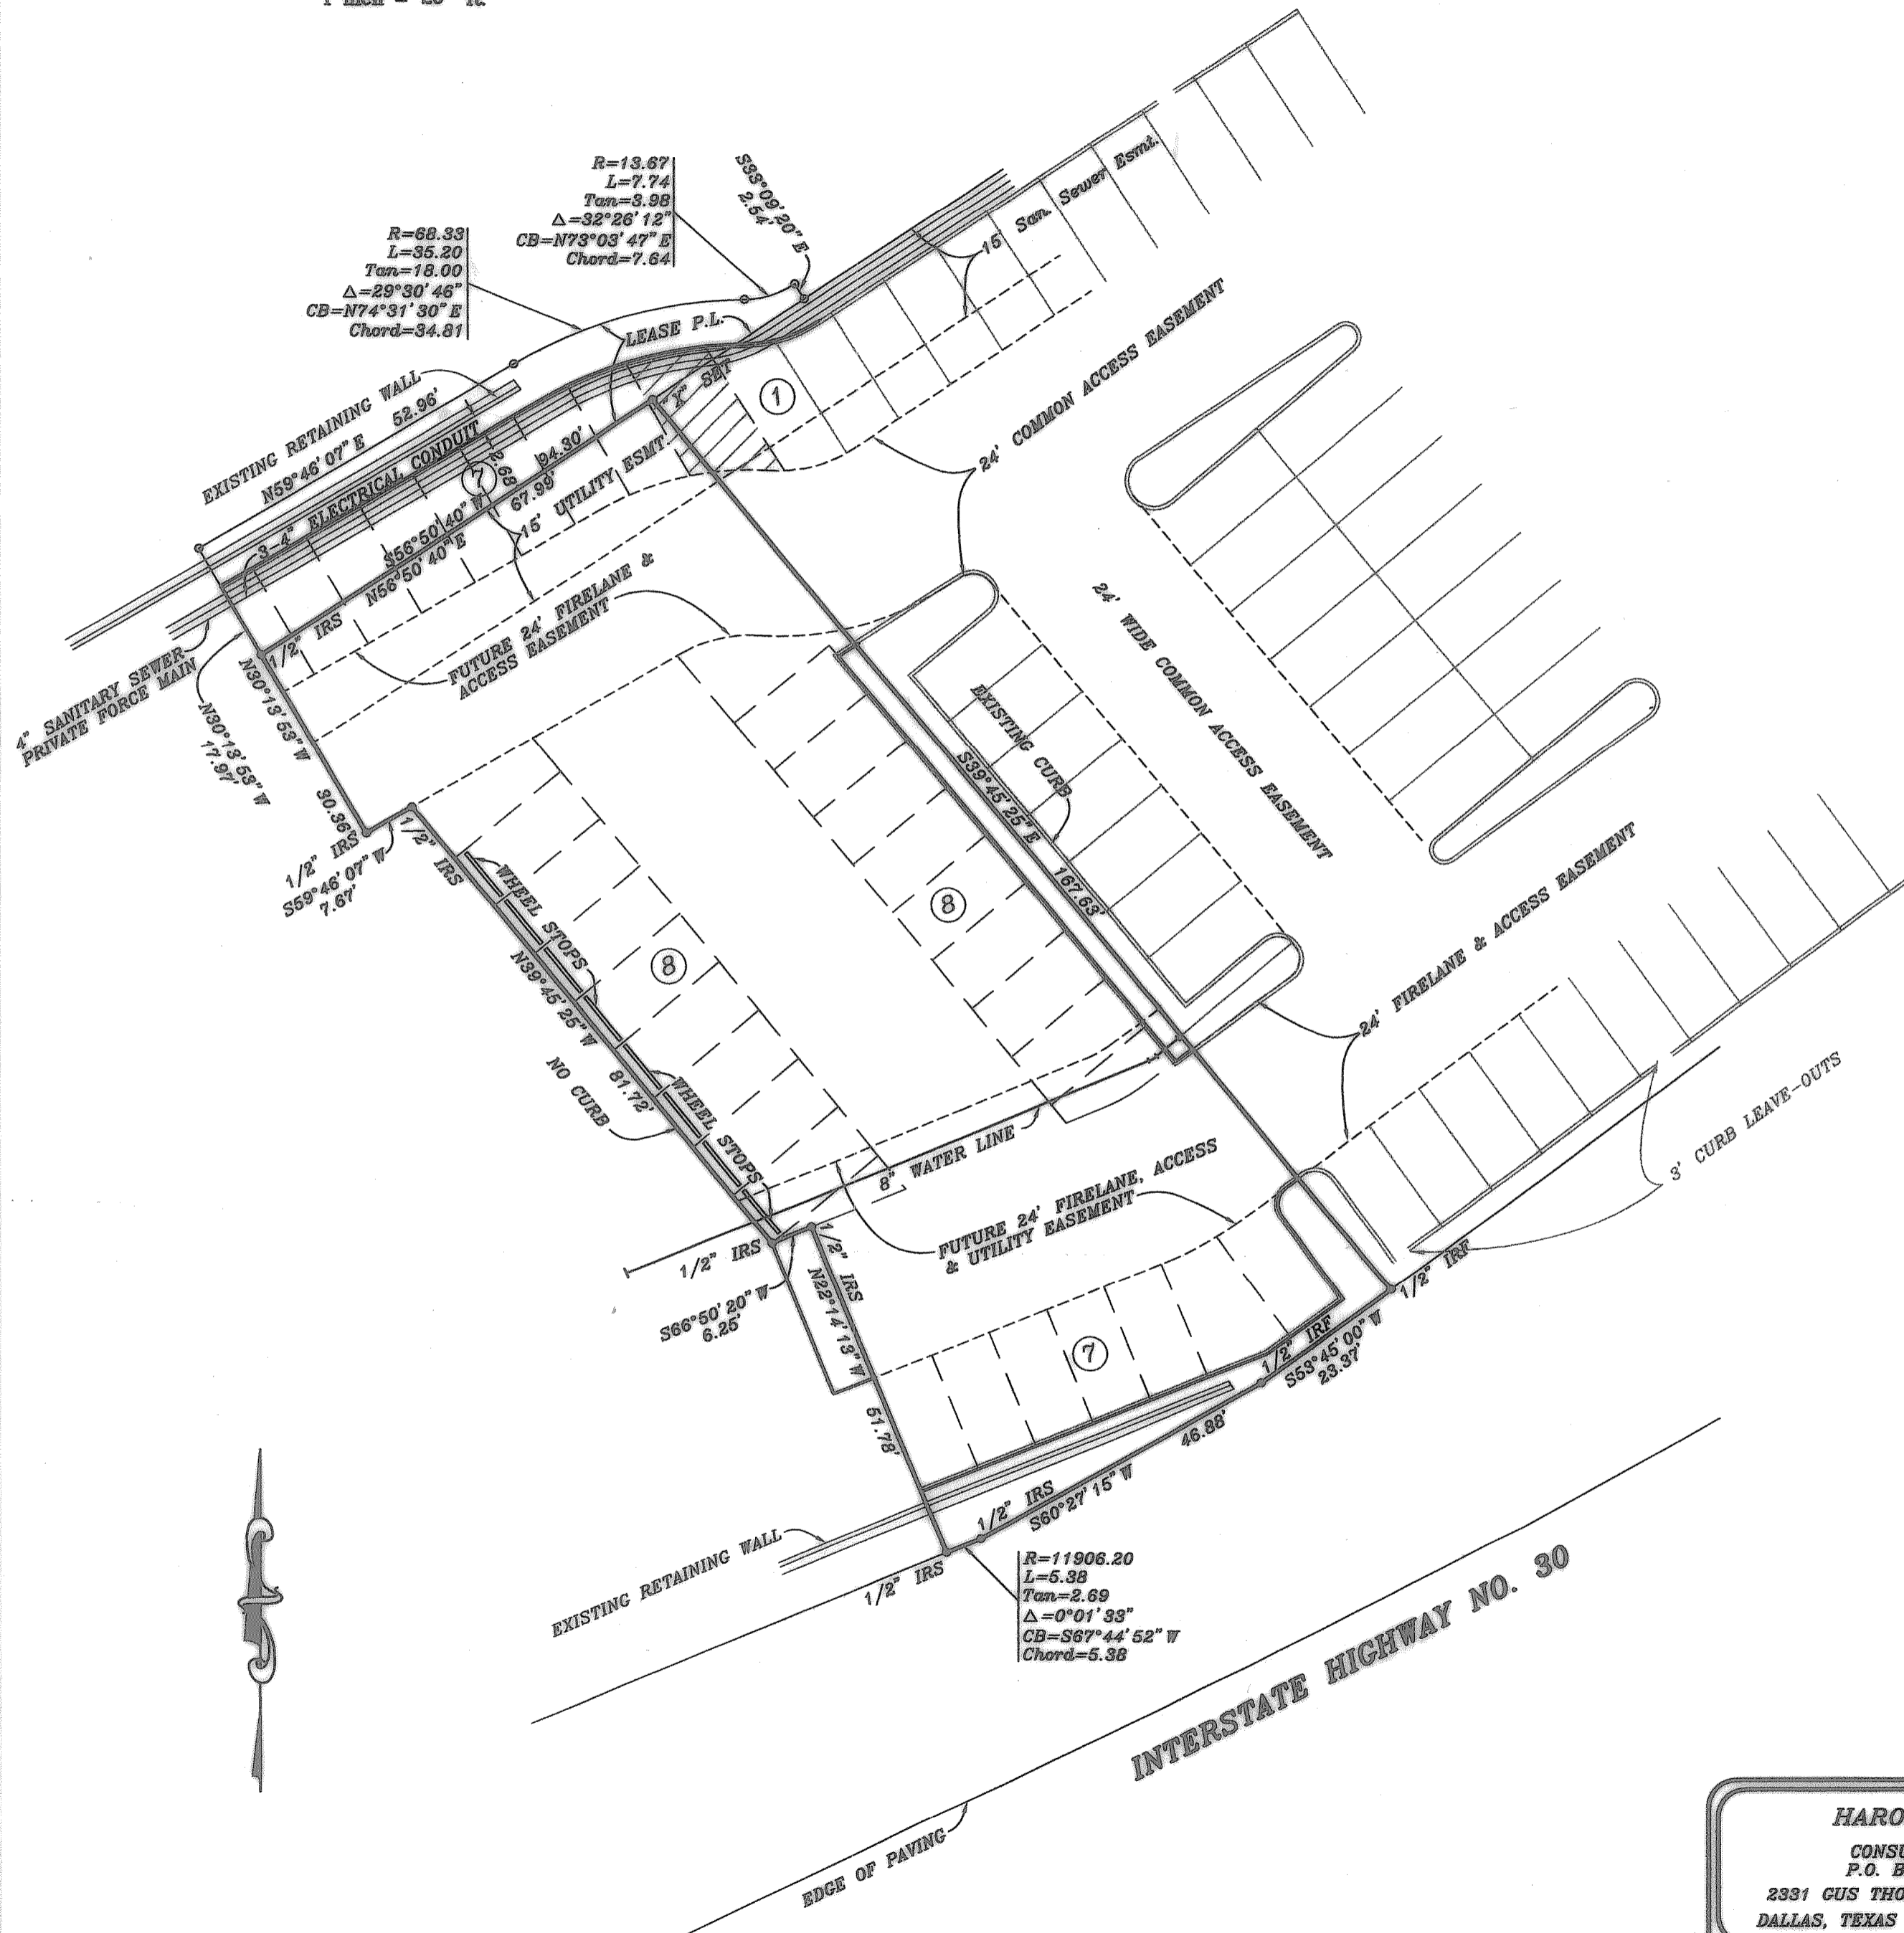 1 inch = 20 ft.
R=13.67
L=7.74
Tan=3.98
Δ=32°26'12"
CB=N73°03'47" E
Chord=7.64
S33°09'20" E
2.54'
R=68.33
L=35.20
Tan=18.00
Δ=29°30'46"
CB=N74°31'30" E
Chord=34.81
15' San. Sewer Esmt.
LEASE P.L.
"X" SET
1
24' COMMON ACCESS EASEMENT
EXISTING RETAINING WALL
N59°46'07" E 52.96'
3-4" ELECTRICAL CONDUIT
7
2.68
94.30'
67.99'
S56°50'40" W
N56°50'40" E
15' UTILITY ESMT.
1/2" IRS
FUTURE 24' FIRELANE &
ACCESS EASEMENT
4" SANITARY SEWER
PRIVATE FORCE MAIN
N30°13'53" W
17.97'
N30°13'53" W
30.36'
1/2" IRS
S59°46'07" W
7.67'
1/2" IRS
24' WIDE COMMON ACCESS EASEMENT
EXISTING CURB
S39°45'25" E
167.63'
WHEEL STOPS
8
8
N39°45'25" W
81.72'
NO CURB
WHEEL STOPS
24' FIRELANE & ACCESS EASEMENT
3' CURB LEAVE-OUTS
8" WATER LINE
FUTURE 24' FIRELANE, ACCESS
& UTILITY EASEMENT
1/2" IRS
S66°50'20" W
6.25'
1/2" IRS
N22°14'13" W
51.78'
7
1/2" IRF
1/2" IRF
S53°45'00" W
23.37'
46.88'
S60°27'15" W
1/2" IRS
EXISTING RETAINING WALL
1/2" IRS
R=11906.20
L=5.38
Tan=2.69
Δ=0°01'33"
CB=S67°44'52" W
Chord=5.38
INTERSTATE HIGHWAY NO. 30
EDGE OF PAVING
HARO
CONSU
P.O. B
2331 GUS THO
DALLAS, TEXAS